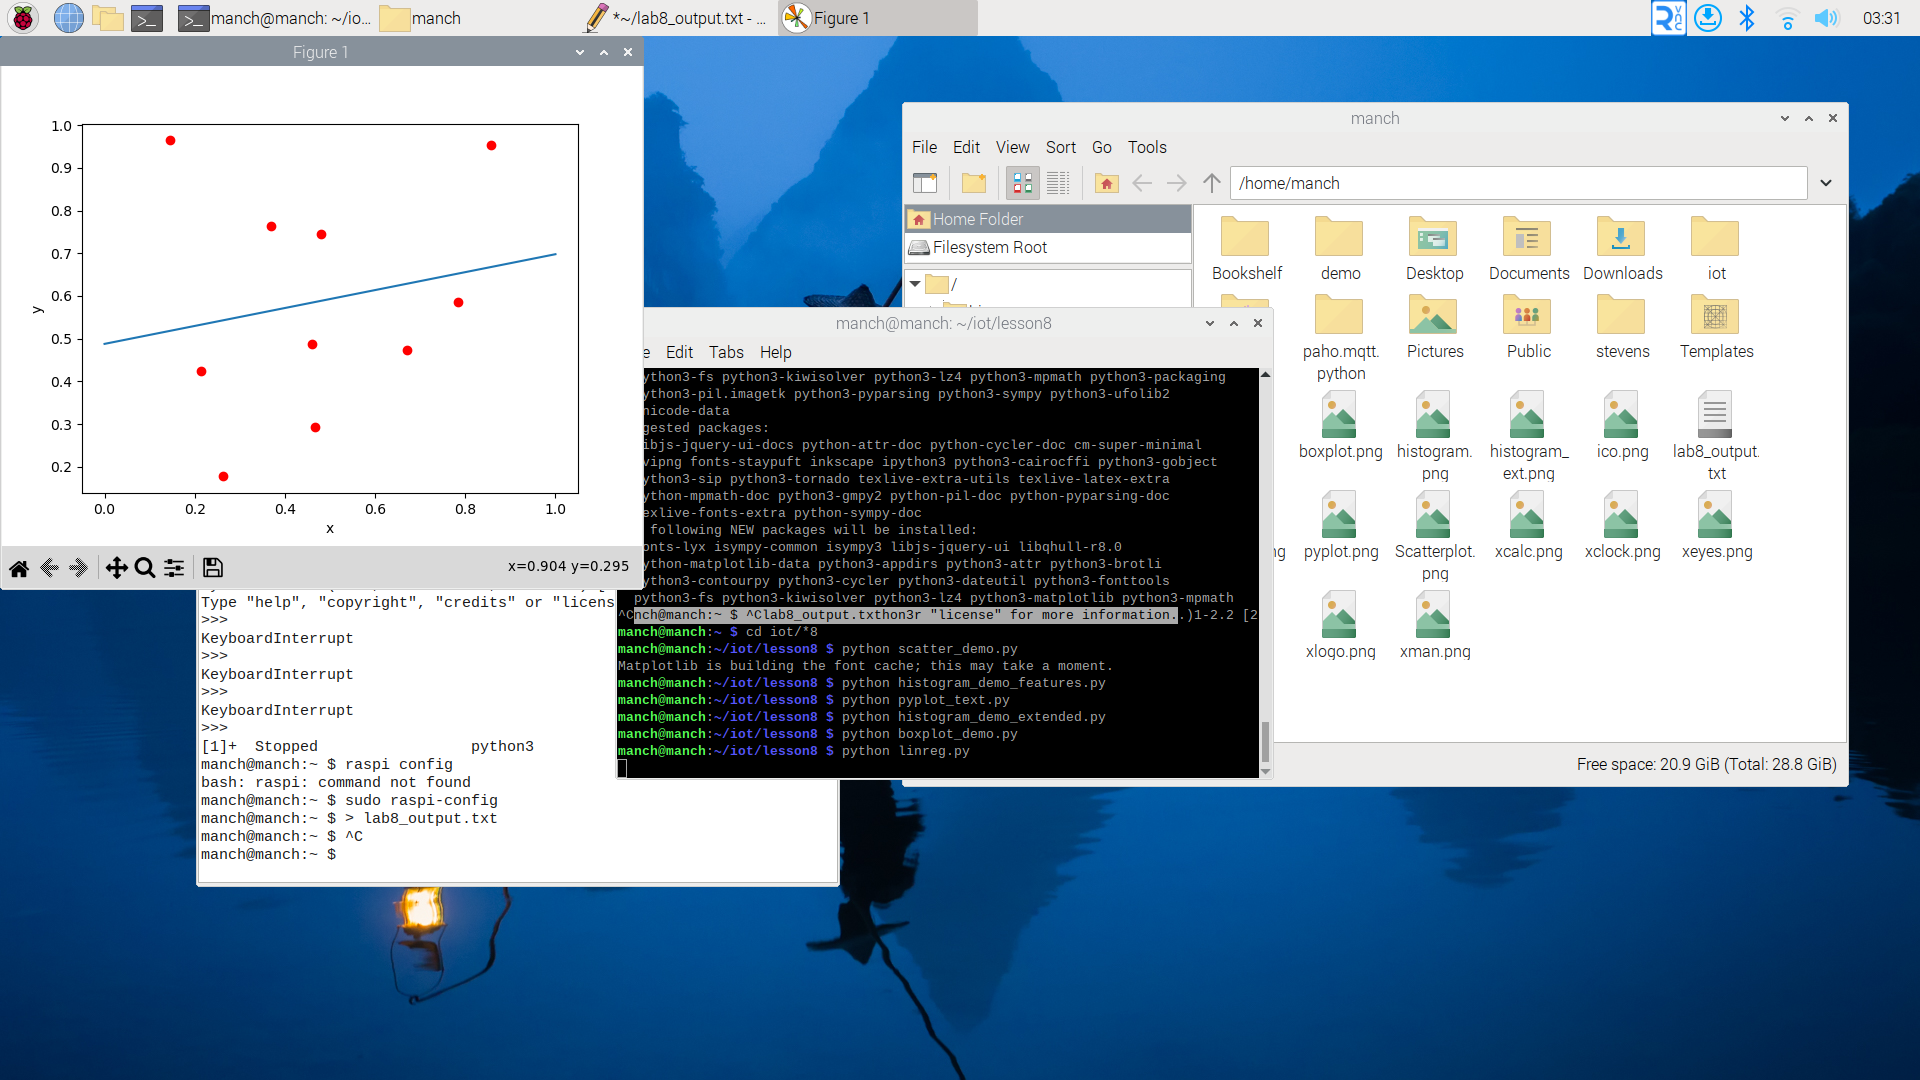 manch@manch: ~/io...
manch
*~/lab8_output.txt - ...
Figure 1
03:31
Figure 1
1.0
0.9
0.8
0.7
0.6
0.5
0.4
0.3
0.2
y
0.0 0.2 0.4 0.6 0.8 1.0
x
x=0.904 y=0.295
manch
File Edit View Sort Go Tools
/home/manch
Home Folder
Filesystem Root
/
Bookshelf demo Desktop Documents Downloads iot
paho.mqtt.python Pictures Public stevens Templates
boxplot.png histogram.png histogram_ext.png ico.png lab8_output.txt
ng pyplot.png Scatterplot.png xcalc.png xclock.png xeyes.png
xlogo.png xman.png
Free space: 20.9 GiB (Total: 28.8 GiB)
manch@manch: ~/iot/lesson8
e Edit Tabs Help
ython3-fs python3-kiwisolver python3-lz4 python3-mpmath python3-packaging
ython3-pil.imagetk python3-pyparsing python3-sympy python3-ufolib2
nicode-data
gested packages:
ibjs-jquery-ui-docs python-attr-doc python-cycler-doc cm-super-minimal
vipng fonts-staypuft inkscape ipython3 python3-cairocffi python3-gobject
ython3-sip python3-tornado texlive-extra-utils texlive-latex-extra
ython-mpmath-doc python3-gmpy2 python-pil-doc python-pyparsing-doc
exlive-fonts-extra python-sympy-doc
following NEW packages will be installed:
onts-lyx isympy-common isympy3 libjs-jquery-ui libqhull-r8.0
ython-matplotlib-data python3-appdirs python3-attr python3-brotli
ython3-contourpy python3-cycler python3-dateutil python3-fonttools
python3-fs python3-kiwisolver python3-lz4 python3-matplotlib python3-mpmath
^Cnch@manch:~ $ ^Clab8_output.txthon3r "license" for more information..)1-2.2 [2
manch@manch:~ $ cd iot/*8
manch@manch:~/iot/lesson8 $ python scatter_demo.py
Matplotlib is building the font cache; this may take a moment.
manch@manch:~/iot/lesson8 $ python histogram_demo_features.py
manch@manch:~/iot/lesson8 $ python pyplot_text.py
manch@manch:~/iot/lesson8 $ python histogram_demo_extended.py
manch@manch:~/iot/lesson8 $ python boxplot_demo.py
manch@manch:~/iot/lesson8 $ python linreg.py
Type "help", "copyright", "credits" or "licens
>>>
KeyboardInterrupt
>>>
KeyboardInterrupt
>>>
KeyboardInterrupt
>>>
[1]+  Stopped                 python3
manch@manch:~ $ raspi config
bash: raspi: command not found
manch@manch:~ $ sudo raspi-config
manch@manch:~ $ > lab8_output.txt
manch@manch:~ $ ^C
manch@manch:~ $